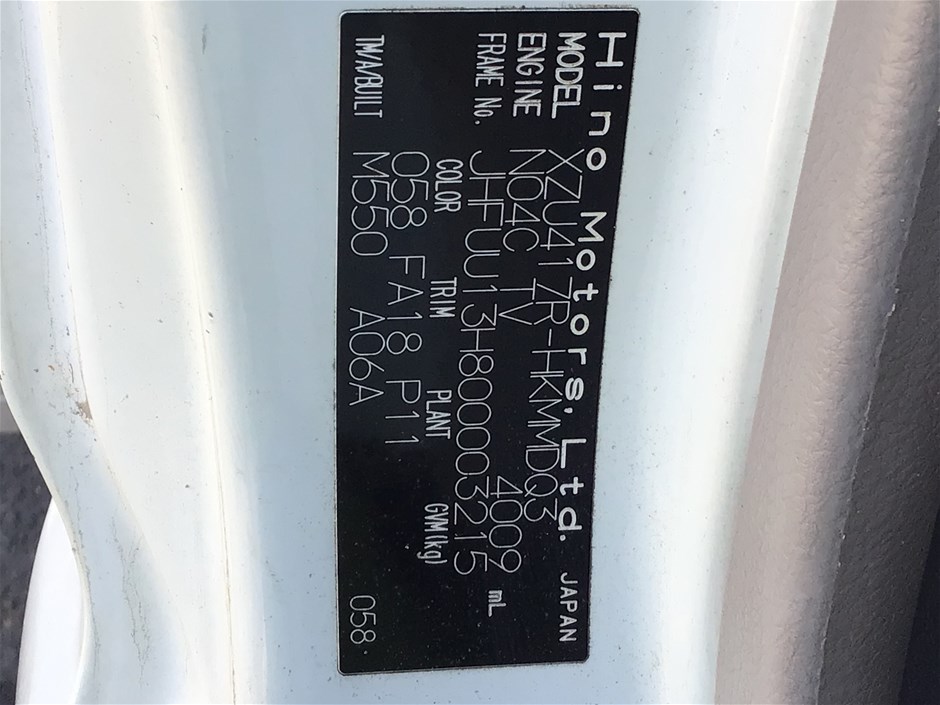 Hino Motors, Ltd. JAPAN
MODEL XZU417R-HKMMDQ3
ENGINE N04C TV 4009 mL
FRAME No. JHFUU13H800003215
COLOR TRIM PLANT GVM(kg)
058 FA18 P11
TM/A/BUILT M550 A06A 058